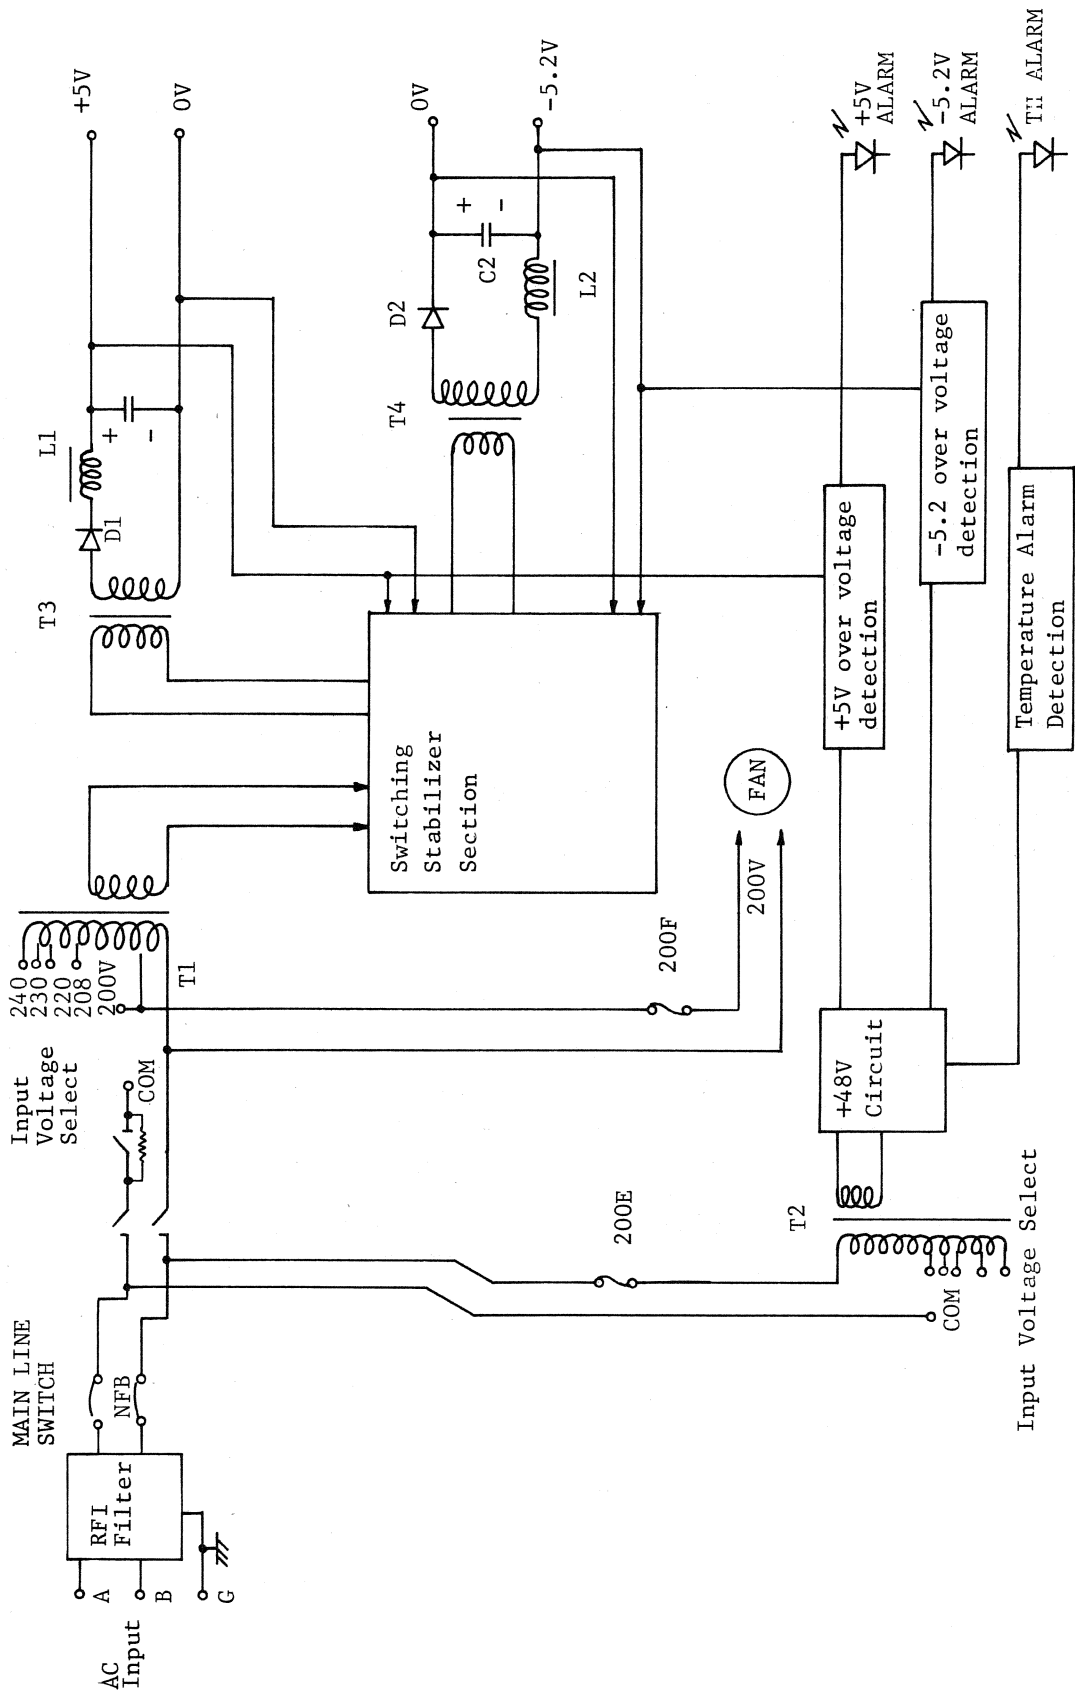 AC
Input
A
B
G
RFI
Filter
MAIN LINE
SWITCH
NFB
Input
Voltage
Select
COM
240
230
220
208
200V
T1
T3
D1
L1
+
-
+5V
0V
Switching
Stabilizer
Section
T4
D2
C2
+
-
L2
0V
-5.2V
200F
200V
FAN
200E
COM
T2
Input Voltage Select
+48V
Circuit
+5V over voltage
detection
-5.2 over voltage
detection
Temperature Alarm
Detection
+5V
ALARM
-5.2V
ALARM
TH ALARM